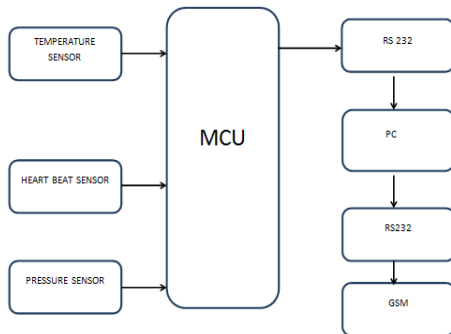 TEMPERATURE
SENSOR
HEART BEAT SENSOR
PRESSURE SENSOR
MCU
RS 232
PC
RS232
GSM